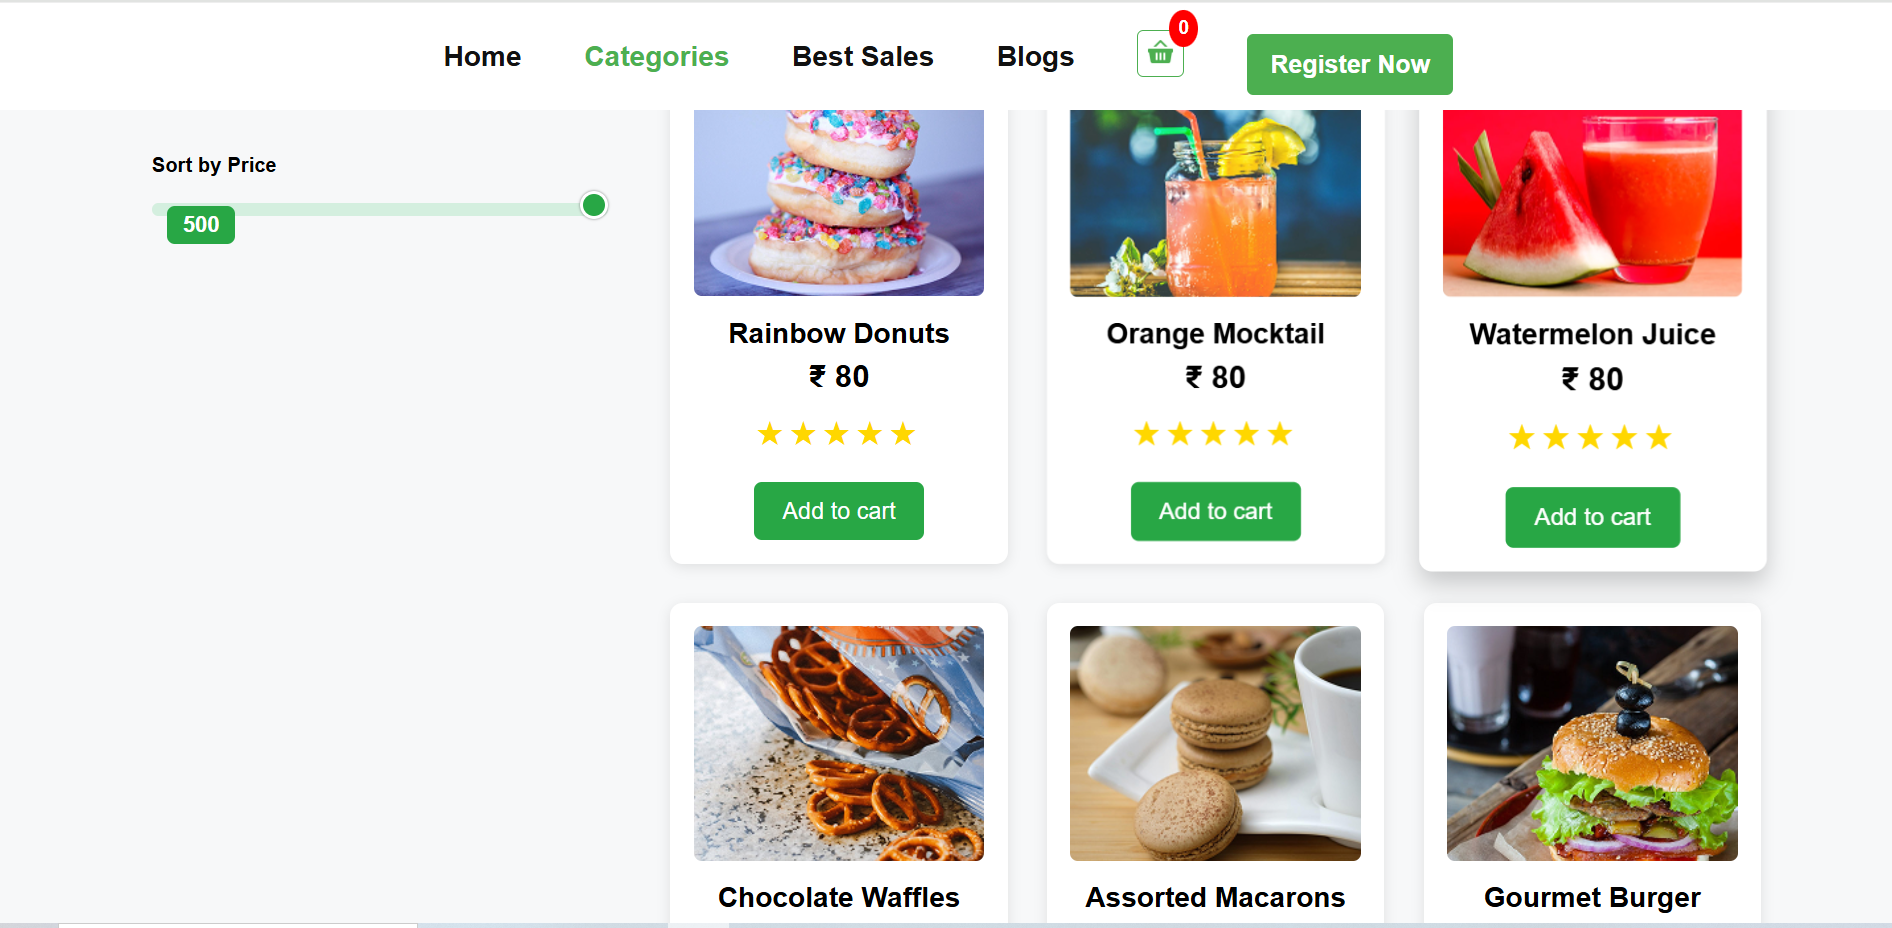 Home Categories Best Sales Blogs 0 Register Now
Sort by Price
500
Rainbow Donuts
₹ 80
Add to cart
Orange Mocktail
₹ 80
Add to cart
Watermelon Juice
₹ 80
Add to cart
Chocolate Waffles
Assorted Macarons
Gourmet Burger